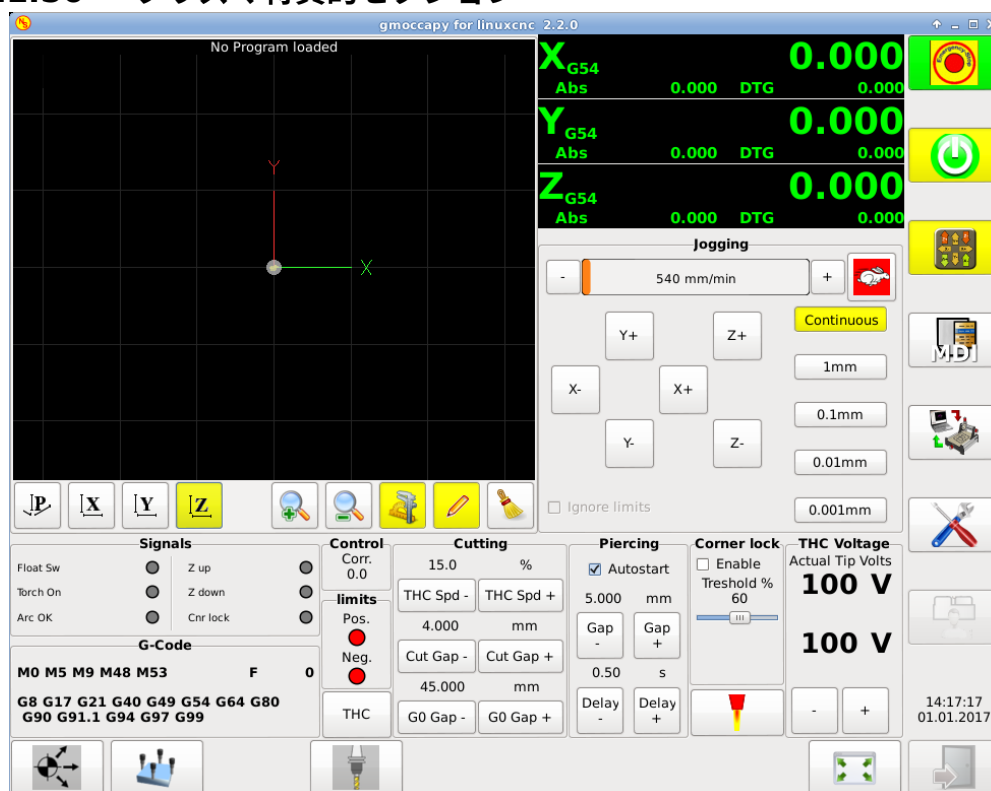 gmoccapy for linuxcnc 2.2.0
No Program loaded
X G54 0.000
Abs 0.000 DTG 0.000
Y G54 0.000
Abs 0.000 DTG 0.000
Z G54 0.000
Abs 0.000 DTG 0.000
Emergency-Stop
Y
X
Jogging
- 540 mm/min +
Continuous
Y+ Z+
1mm
X- X+
0.1mm
Y- Z-
0.01mm
Ignore limits
0.001mm
MDI
P X Y Z
Signals
Float Sw Z up
Torch On Z down
Arc OK Cnr lock
G-Code
M0 M5 M9 M48 M53 F 0
G8 G17 G21 G40 G49 G54 G64 G80
G90 G91.1 G94 G97 G99
Control
Corr.
0.0
limits
Pos.
Neg.
THC
Cutting
15.0 %
THC Spd - THC Spd +
4.000 mm
Cut Gap - Cut Gap +
45.000 mm
G0 Gap - G0 Gap +
Piercing
Autostart
5.000 mm
Gap - Gap +
0.50 s
Delay - Delay +
Corner lock
Enable
Treshold %
60
THC Voltage
Actual Tip Volts
100 V
100 V
- +
14:17:17
01.01.2017